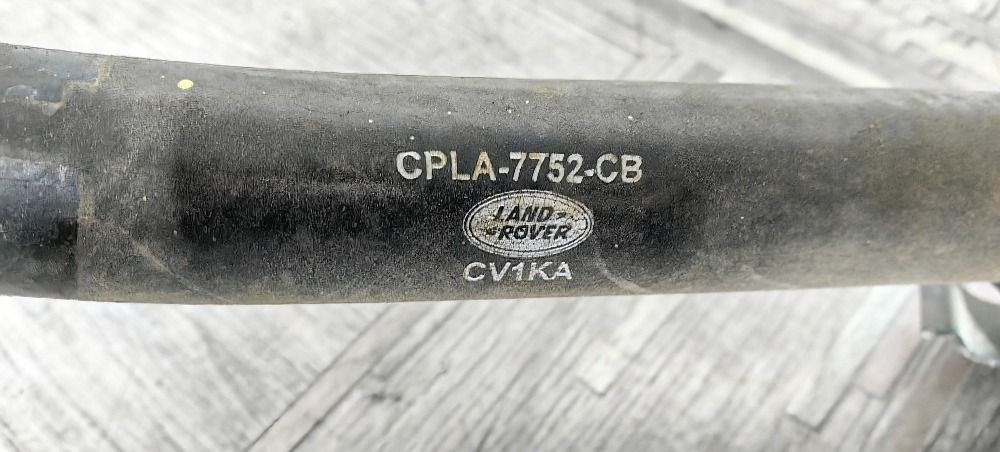 CPLA-7752-CB
LAND
ROVER
CV1KA